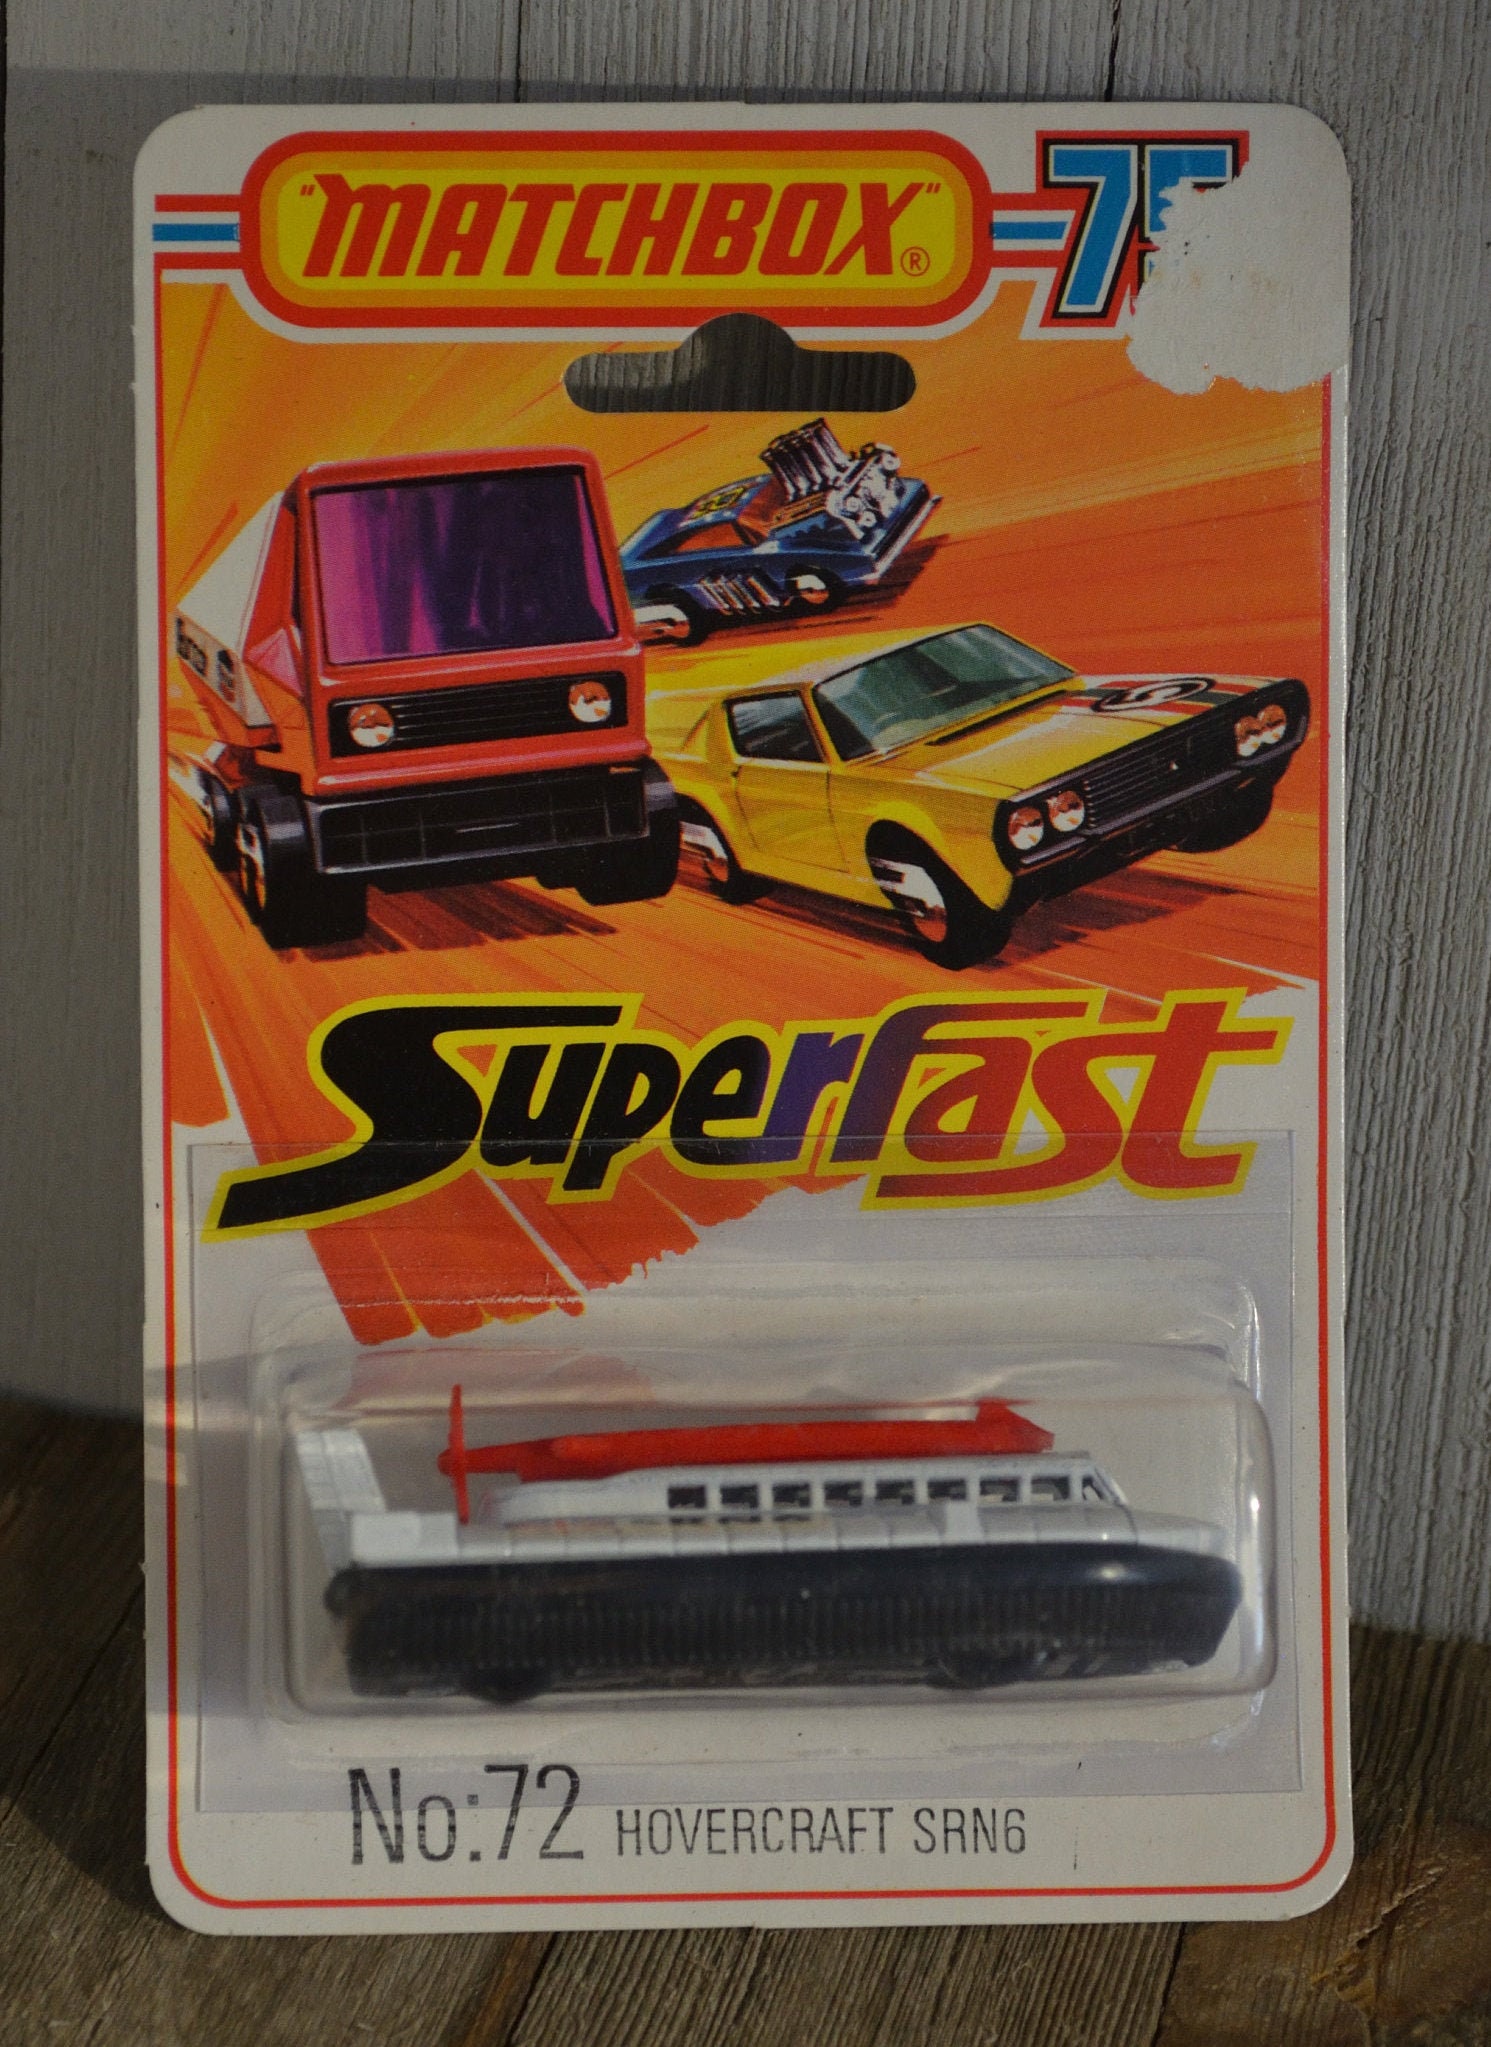 "MATCHBOX"®
75
Superfast
No:72 HOVERCRAFT SRN6